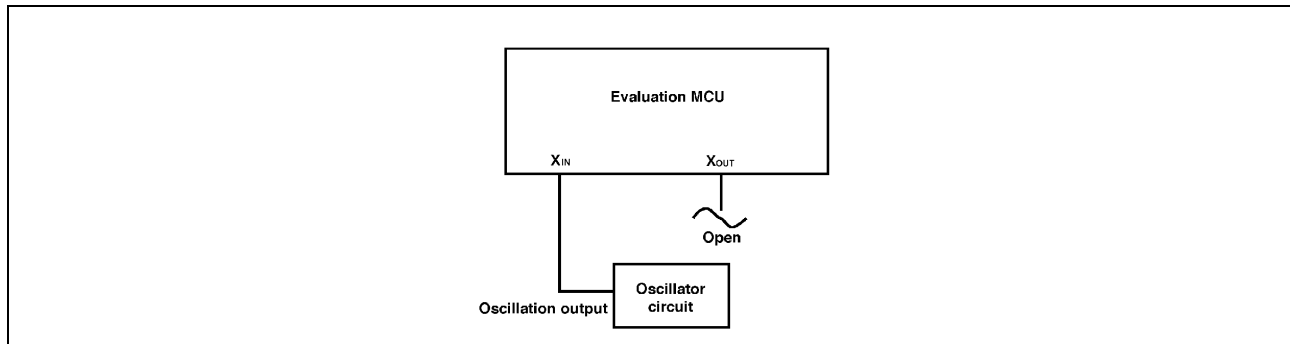 Evaluation MCU
XIN
XOUT
Open
Oscillation output
Oscillator
circuit